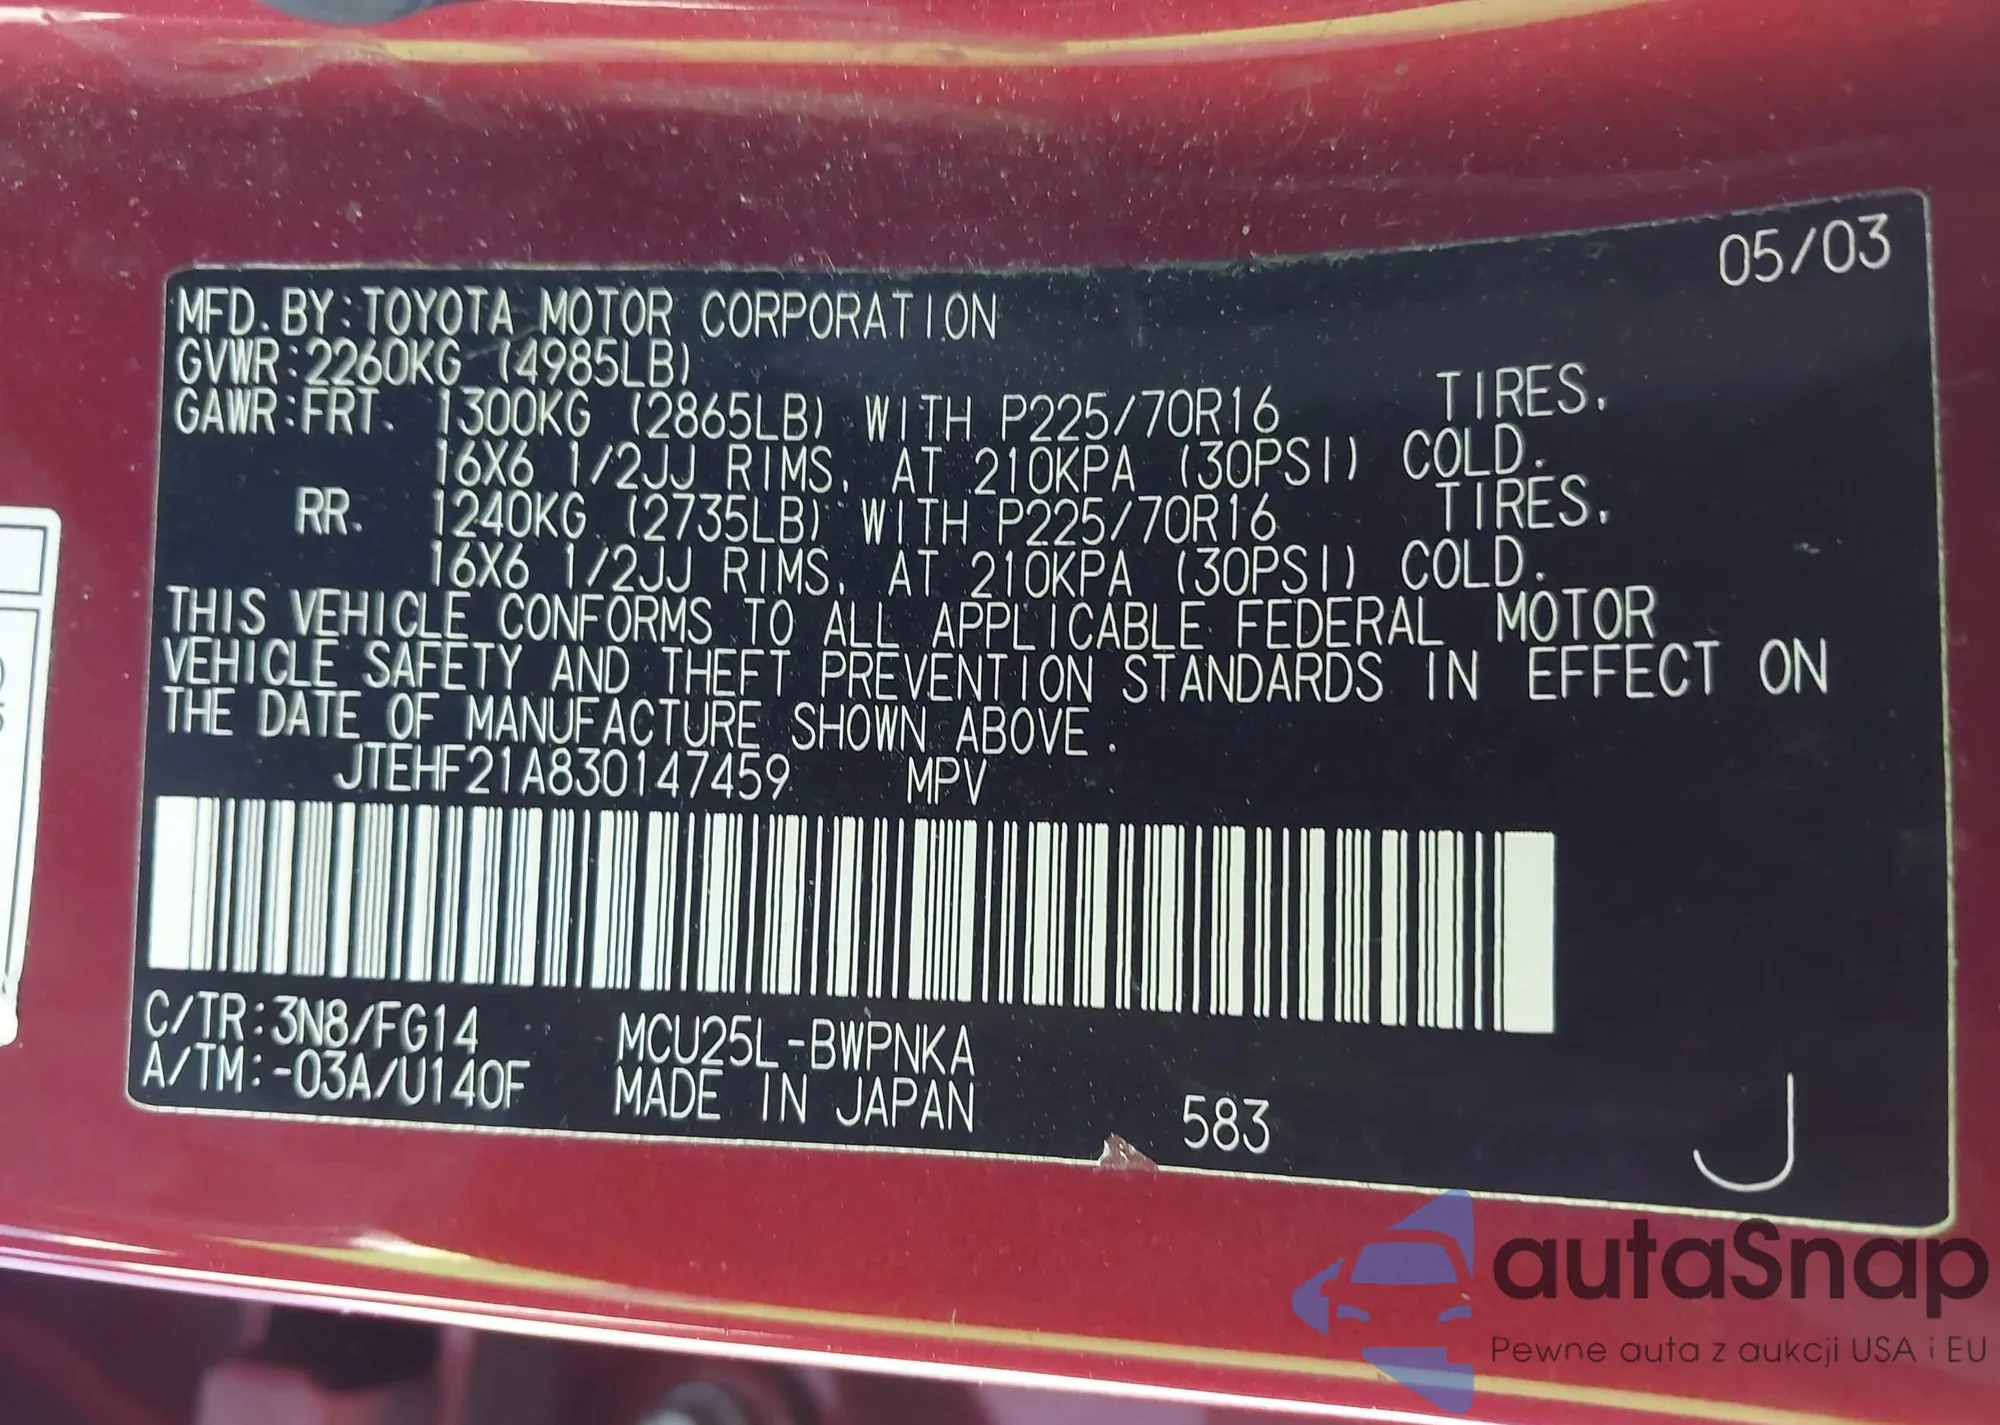 05/03
MFD. BY:TOYOTA MOTOR CORPORATION
GVWR:2260KG (4985LB)
GAWR:FRT. 1300KG (2865LB) WITH P225/70R16 TIRES.
16X6 1/2JJ RIMS, AT 210KPA (30PSI) COLD.
RR. 1240KG (2735LB) WITH P225/70R16 TIRES,
16X6 1/2JJ RIMS, AT 210KPA (30PSI) COLD.
THIS VEHICLE CONFORMS TO ALL APPLICABLE FEDERAL MOTOR
VEHICLE SAFETY AND THEFT PREVENTION STANDARDS IN EFFECT ON
THE DATE OF MANUFACTURE SHOWN ABOVE.
JTEHF21A830147459 MPV
C/TR:3N8/FG14 MCU25L-BWPNKA
A/TM:-03A/U140F MADE IN JAPAN 583 J
autaSnap
Pewne auta z aukcji USA i EU